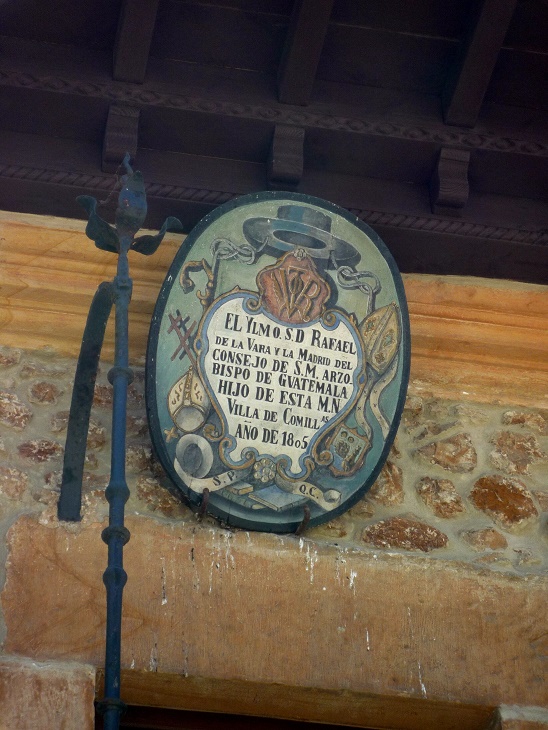 EL YLMO. S. D RAFAEL
DE LA VARA Y LA MADRID DEL
CONSEJO DE S.M. ARZO.
BISPO DE GUATEMALA
HIJO DE ESTA M.N
VILLA DE COMILLAS
AÑO DE 1805
S. P. Q. C.